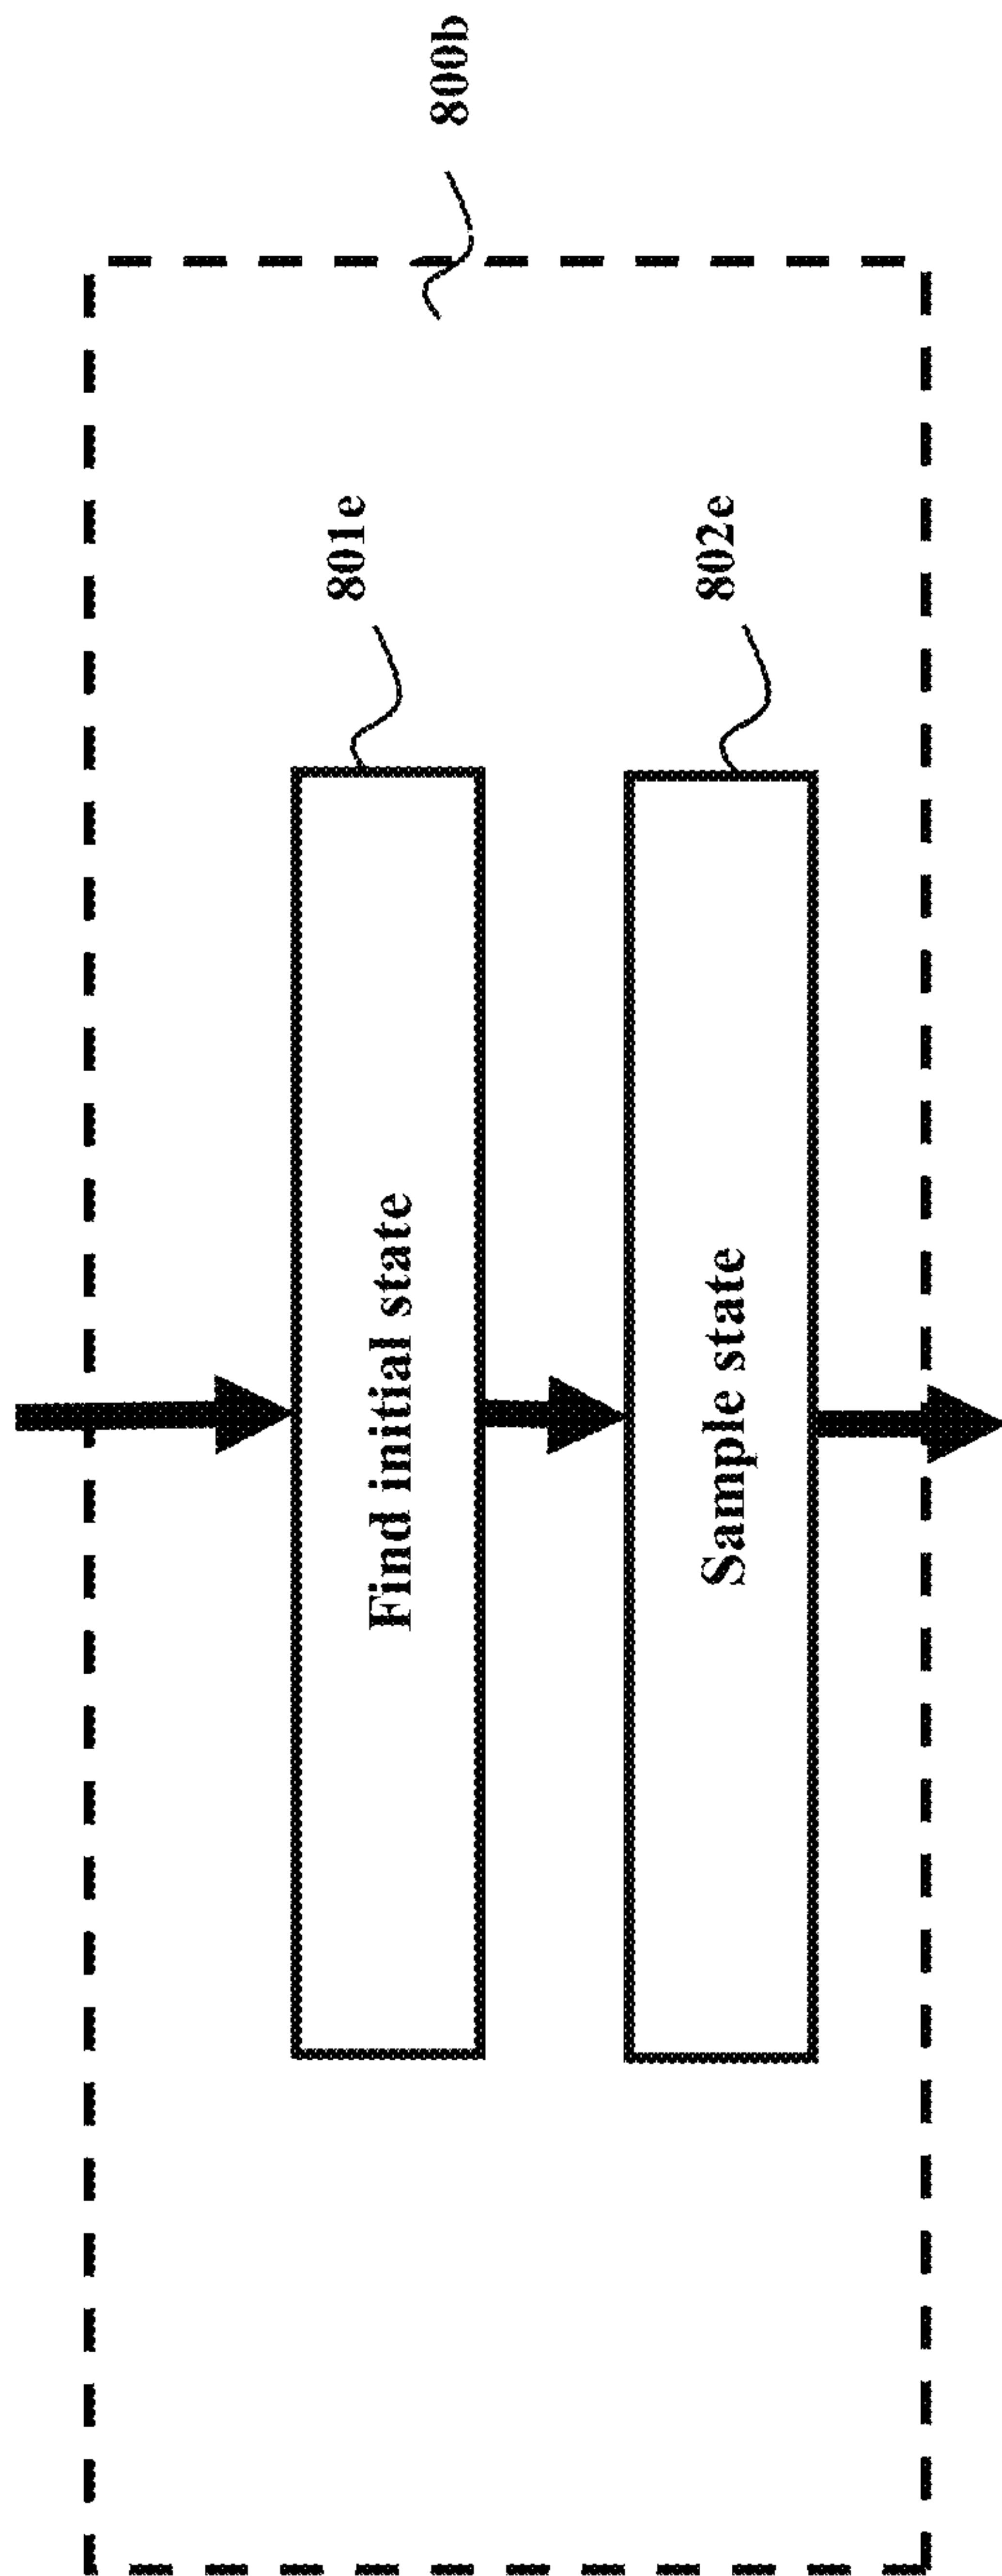 800b
801e
Find initial state
802e
Sample state